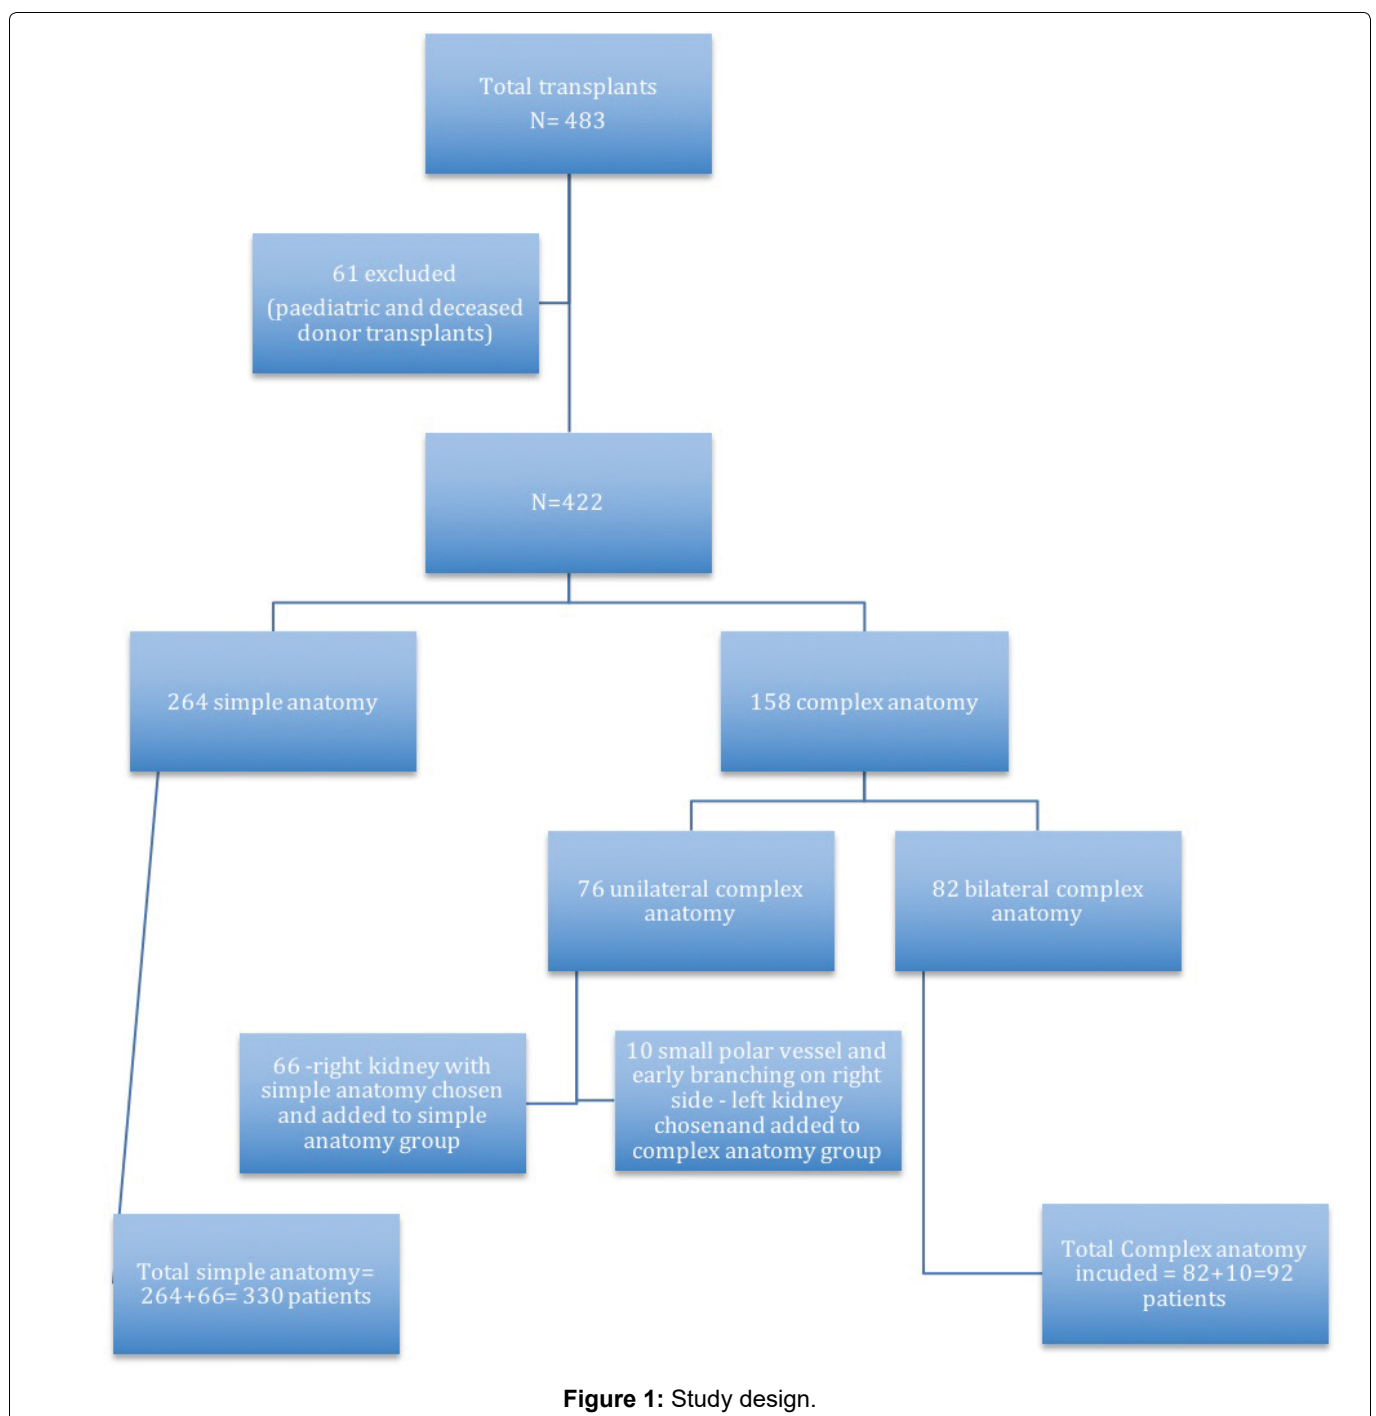 Total transplants
N= 483
61 excluded
(paediatric and deceased
donor transplants)
N=422
264 simple anatomy
158 complex anatomy
76 unilateral complex
anatomy
82 bilateral complex
anatomy
66 -right kidney with
simple anatomy chosen
and added to simple
anatomy group
10 small polar vessel and
early branching on right
side - left kidney
chosenand added to
complex anatomy group
Total simple anatomy=
264+66= 330 patients
Total Complex anatomy
incuded = 82+10=92
patients
Figure 1: Study design.